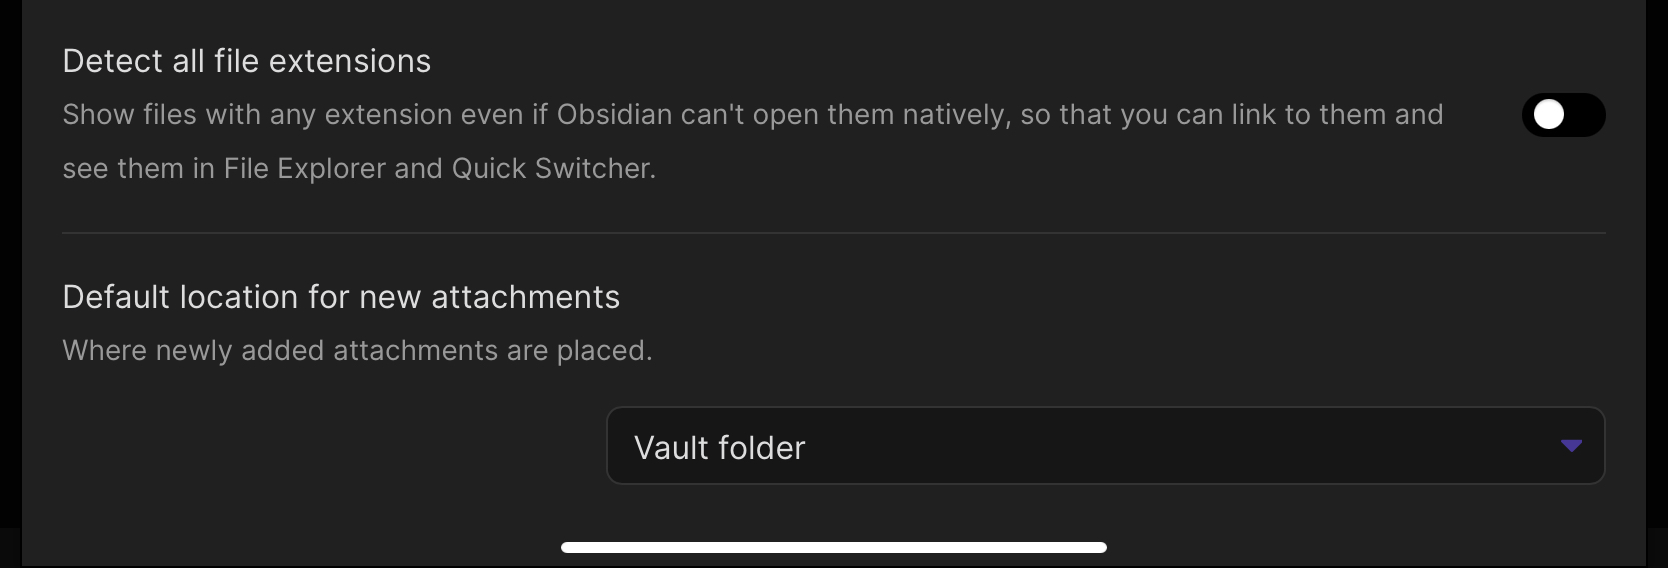 Detect all file extensions
Show files with any extension even if Obsidian can't open them natively, so that you can link to them and
see them in File Explorer and Quick Switcher.
Default location for new attachments
Where newly added attachments are placed.
Vault folder